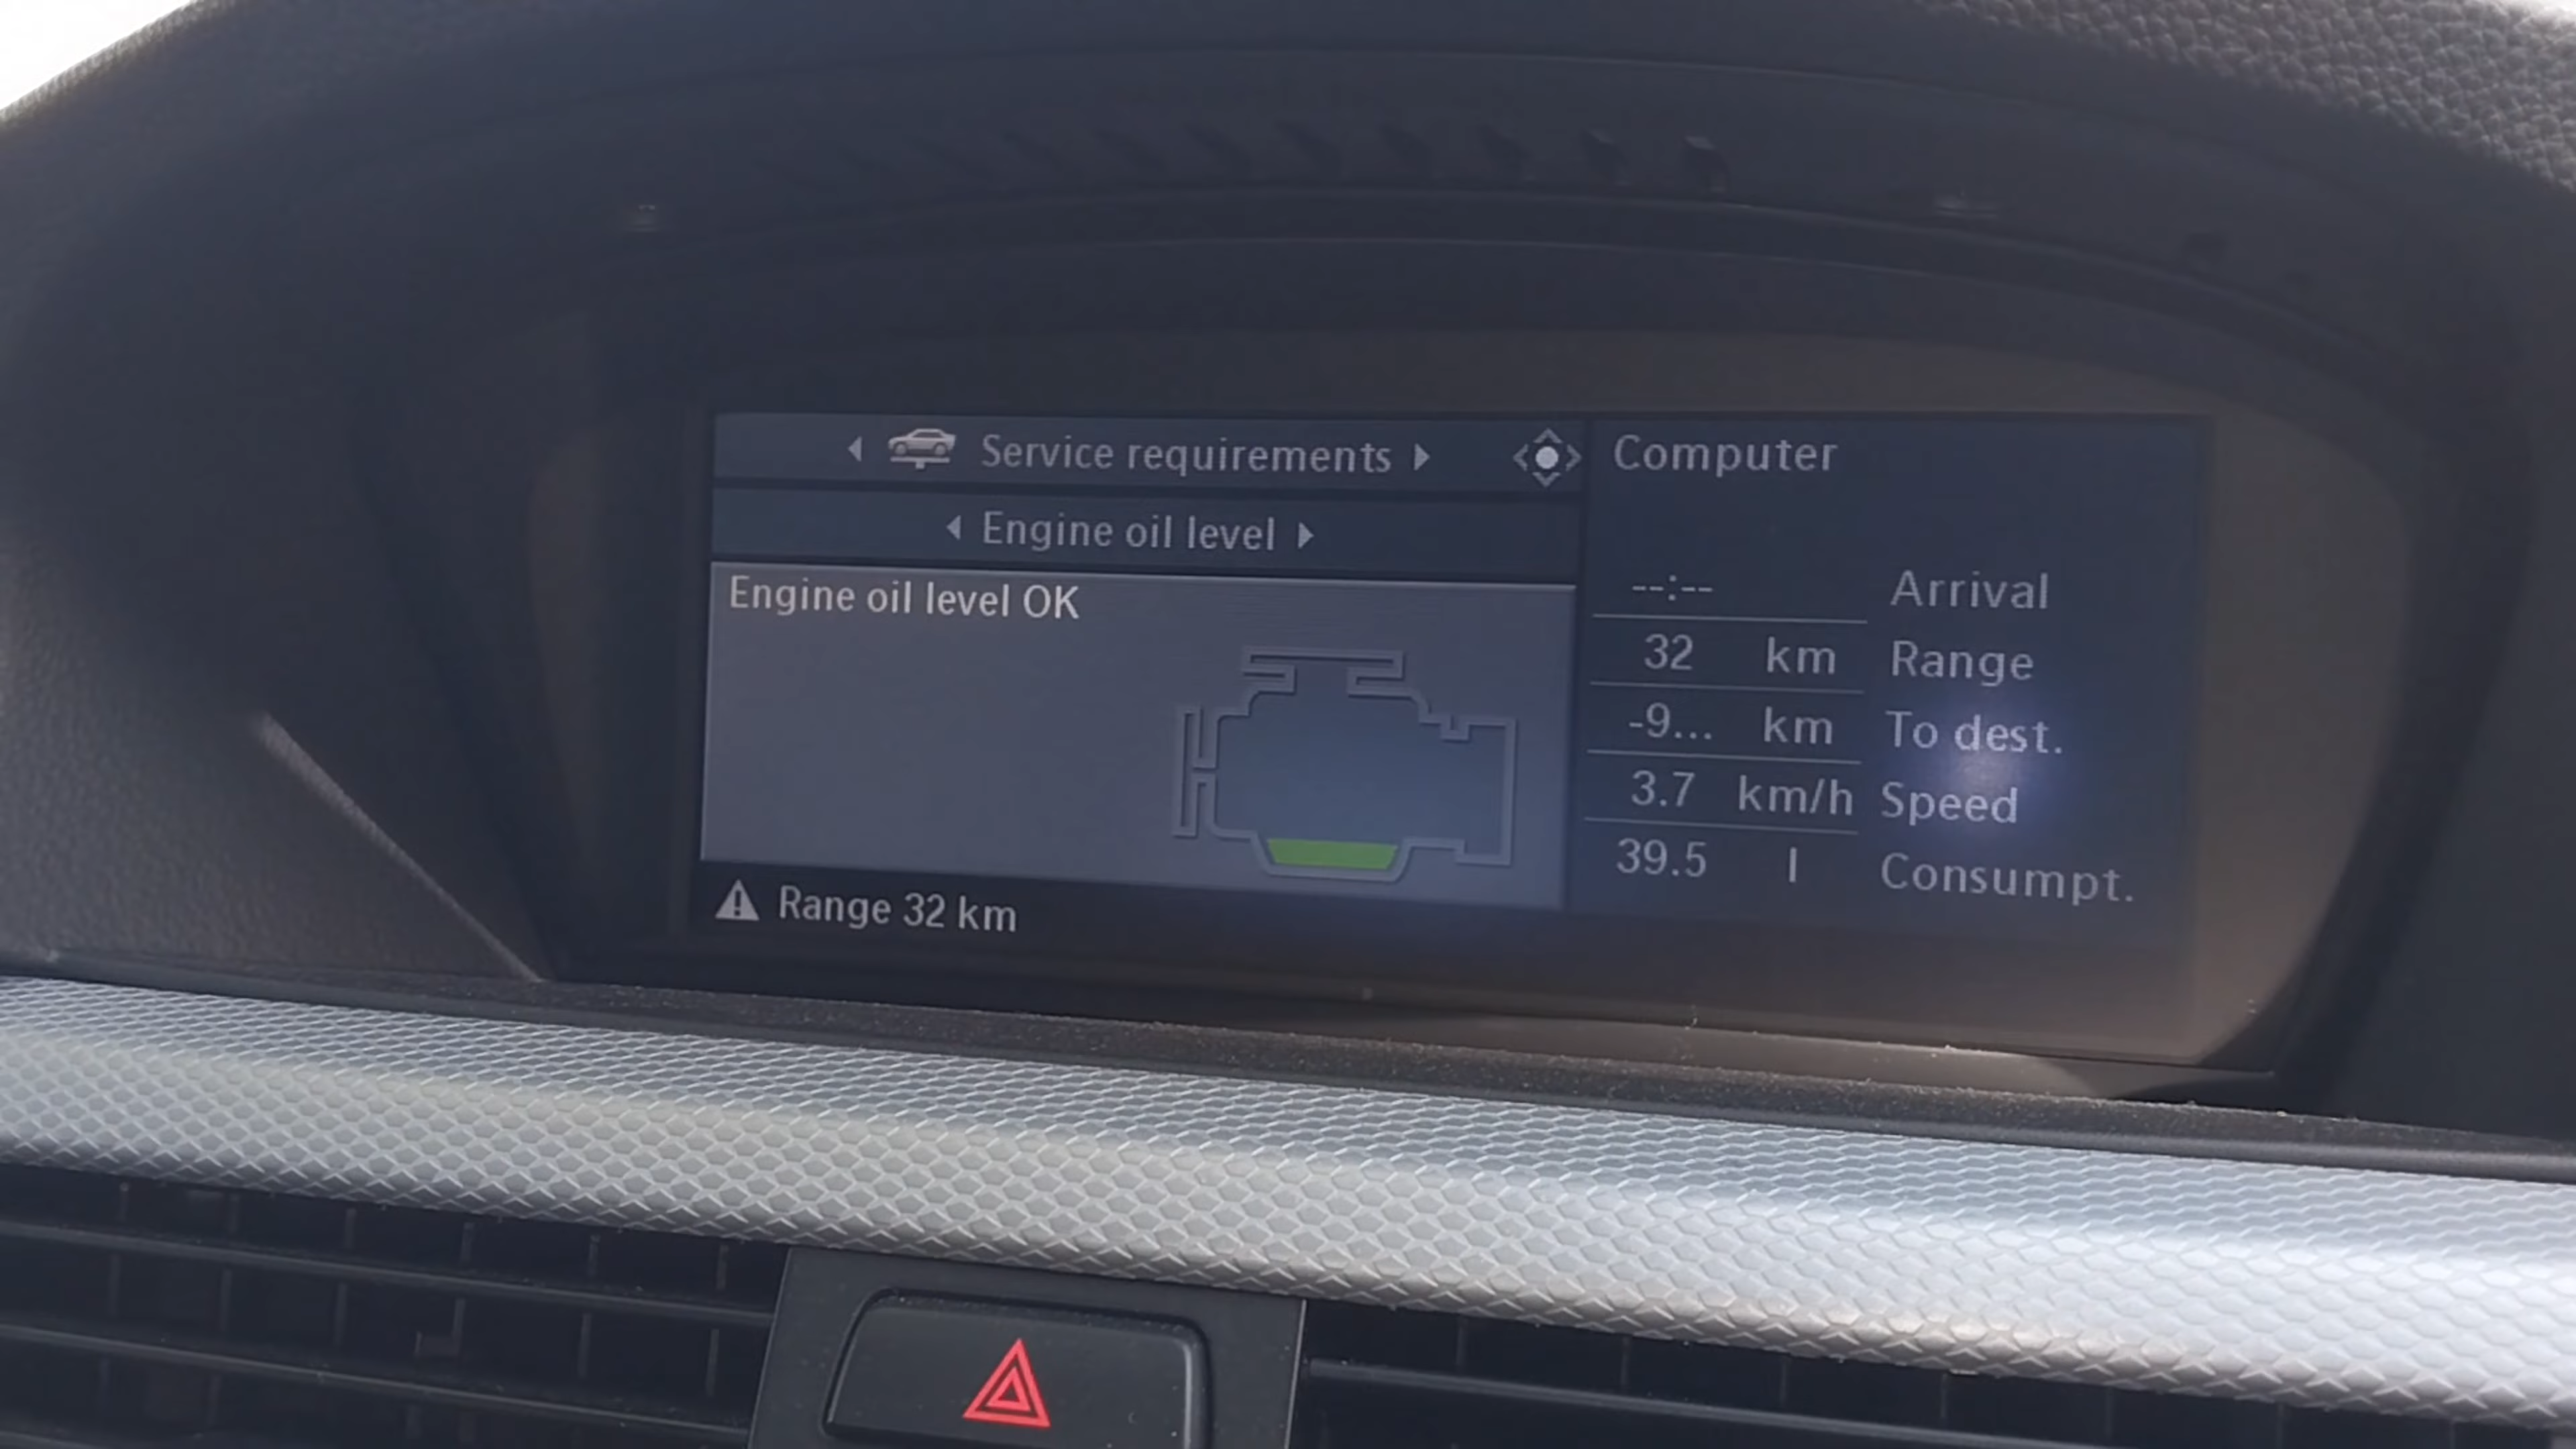 Service requirements
Engine oil level
Engine oil level OK
Range 32 km
Computer
--:-- Arrival
32 km Range
-9... km To dest.
3.7 km/h Speed
39.5 l Consumpt.